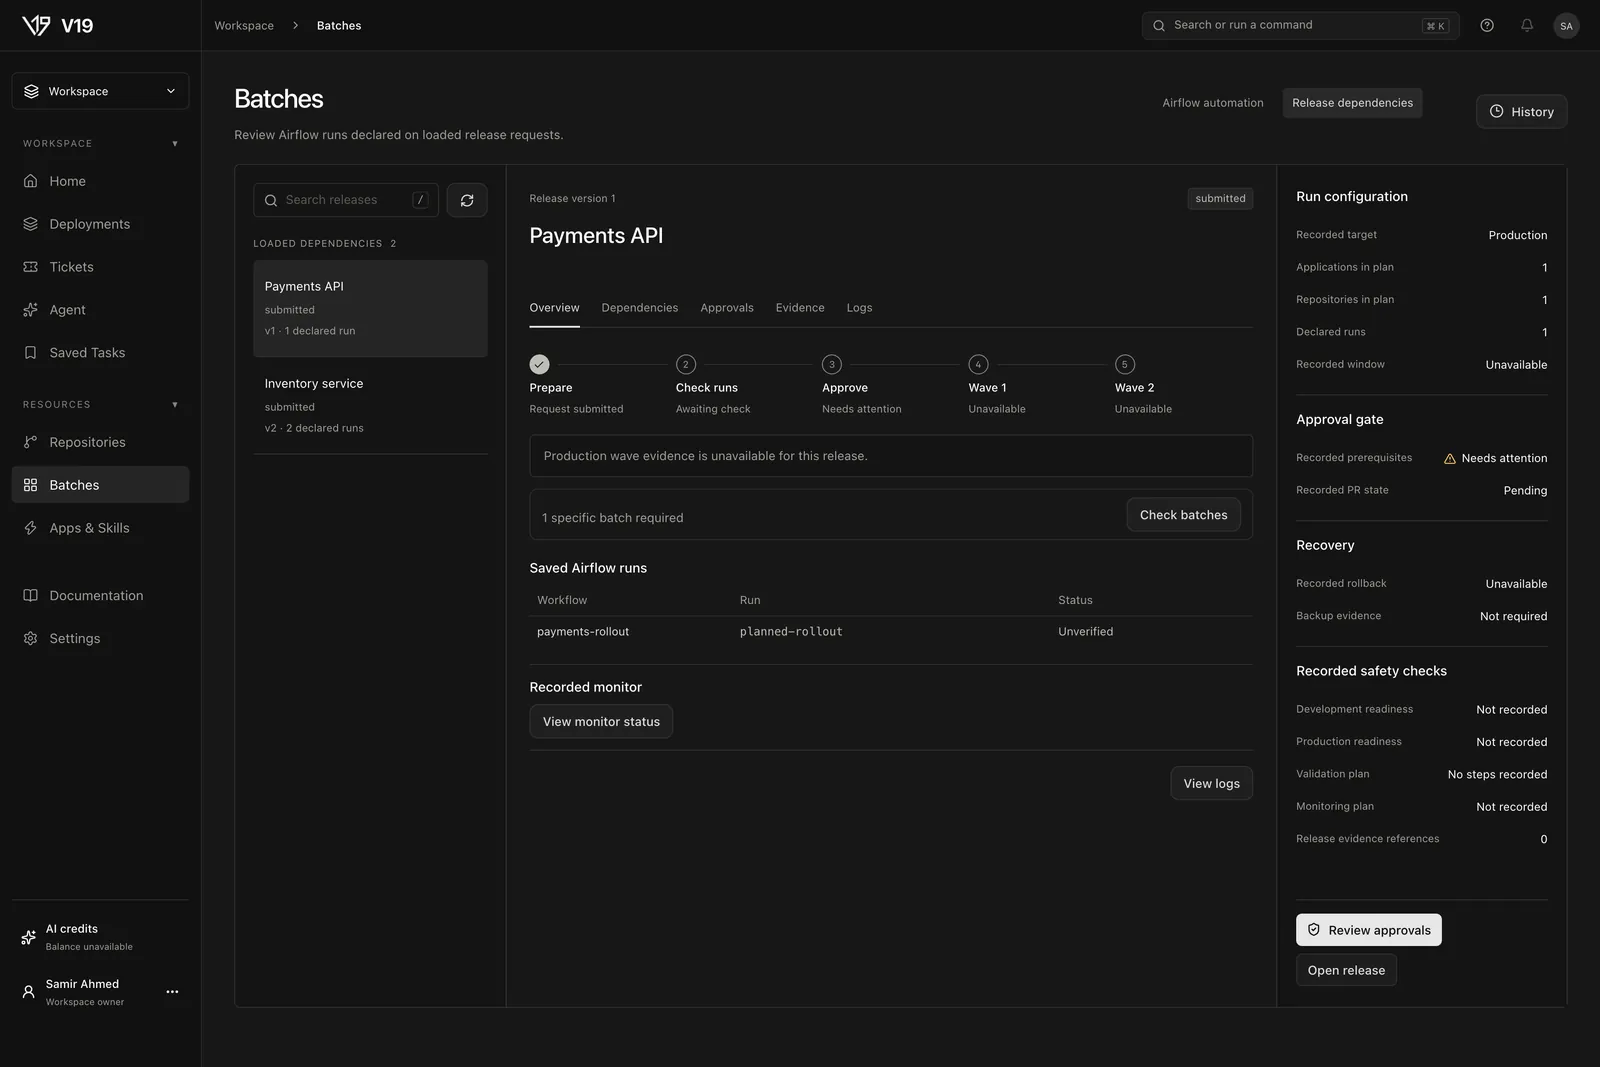 V19
Workspace > Batches
Search or run a command ⌘ K
SA
Workspace
WORKSPACE
Home
Deployments
Tickets
Agent
Saved Tasks
RESOURCES
Repositories
Batches
Apps & Skills
Documentation
Settings
AI credits
Balance unavailable
Samir Ahmed
Workspace owner
Batches
Review Airflow runs declared on loaded release requests.
Airflow automation
Release dependencies
History
Search releases /
LOADED DEPENDENCIES 2
Payments API
submitted
v1 · 1 declared run
Inventory service
submitted
v2 · 2 declared runs
Release version 1
submitted
Payments API
Overview Dependencies Approvals Evidence Logs
Prepare
Request submitted
2
Check runs
Awaiting check
3
Approve
Needs attention
4
Wave 1
Unavailable
5
Wave 2
Unavailable
Production wave evidence is unavailable for this release.
1 specific batch required
Check batches
Saved Airflow runs
Workflow Run Status
payments-rollout planned-rollout Unverified
Recorded monitor
View monitor status
View logs
Run configuration
Recorded target Production
Applications in plan 1
Repositories in plan 1
Declared runs 1
Recorded window Unavailable
Approval gate
Recorded prerequisites Needs attention
Recorded PR state Pending
Recovery
Recorded rollback Unavailable
Backup evidence Not required
Recorded safety checks
Development readiness Not recorded
Production readiness Not recorded
Validation plan No steps recorded
Monitoring plan Not recorded
Release evidence references 0
Review approvals
Open release